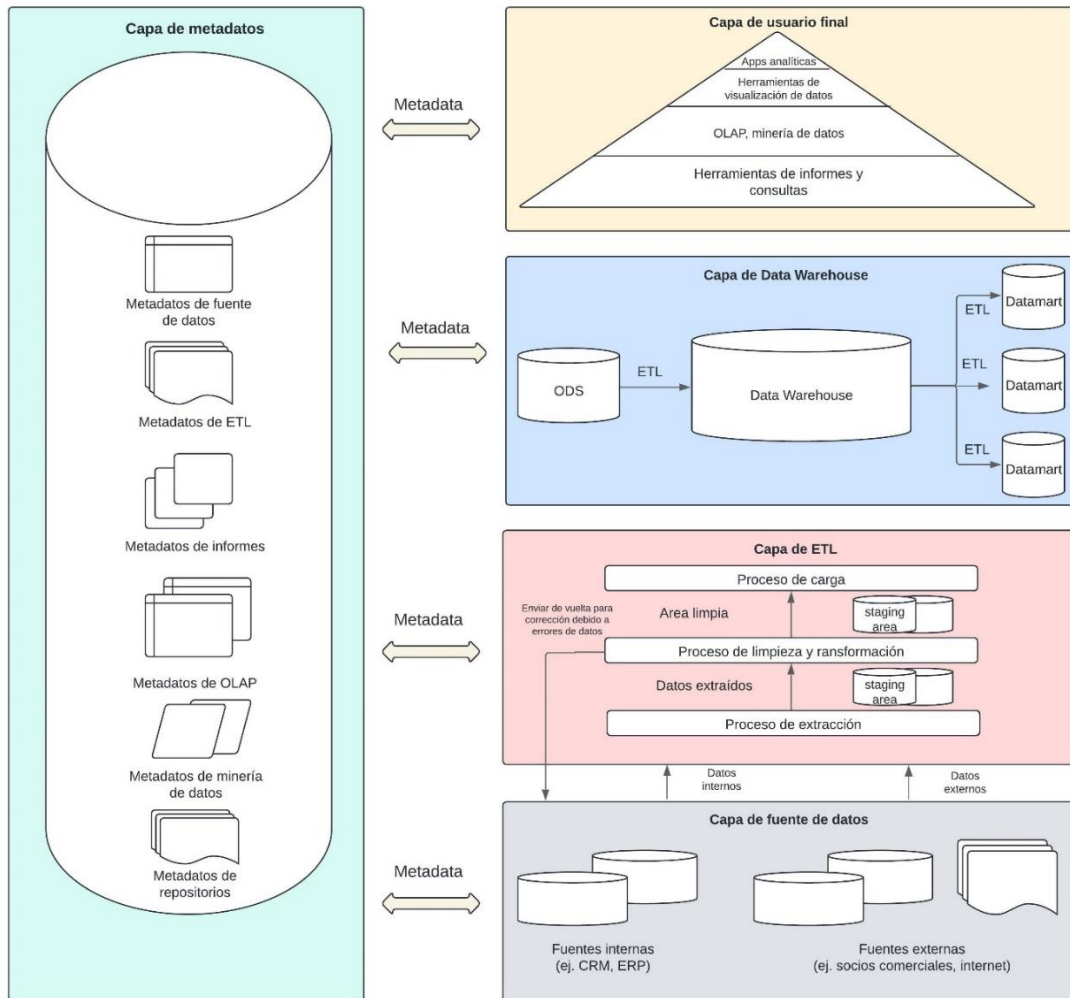 Capa de metadatos
Metadatos de fuente
de datos
Metadatos de ETL
Metadatos de informes
Metadatos de OLAP
Metadatos de minería
de datos
Metadatos de
repositorios
Metadata
Metadata
Metadata
Metadata
Capa de usuario final
Apps analíticas
Herramientas de
visualización de datos
OLAP, minería de datos
Herramientas de informes y
consultas
Capa de Data Warehouse
ODS
ETL
Data Warehouse
ETL
Datamart
ETL
Datamart
ETL
Datamart
Capa de ETL
Proceso de carga
Enviar de vuelta para
corrección debido a
errores de datos
Area limpia
staging
area
Proceso de limpieza y ransformación
Datos extraídos
staging
area
Proceso de extracción
Datos
internos
Datos
externos
Capa de fuente de datos
Fuentes internas
(ej. CRM, ERP)
Fuentes externas
(ej. socios comerciales, internet)